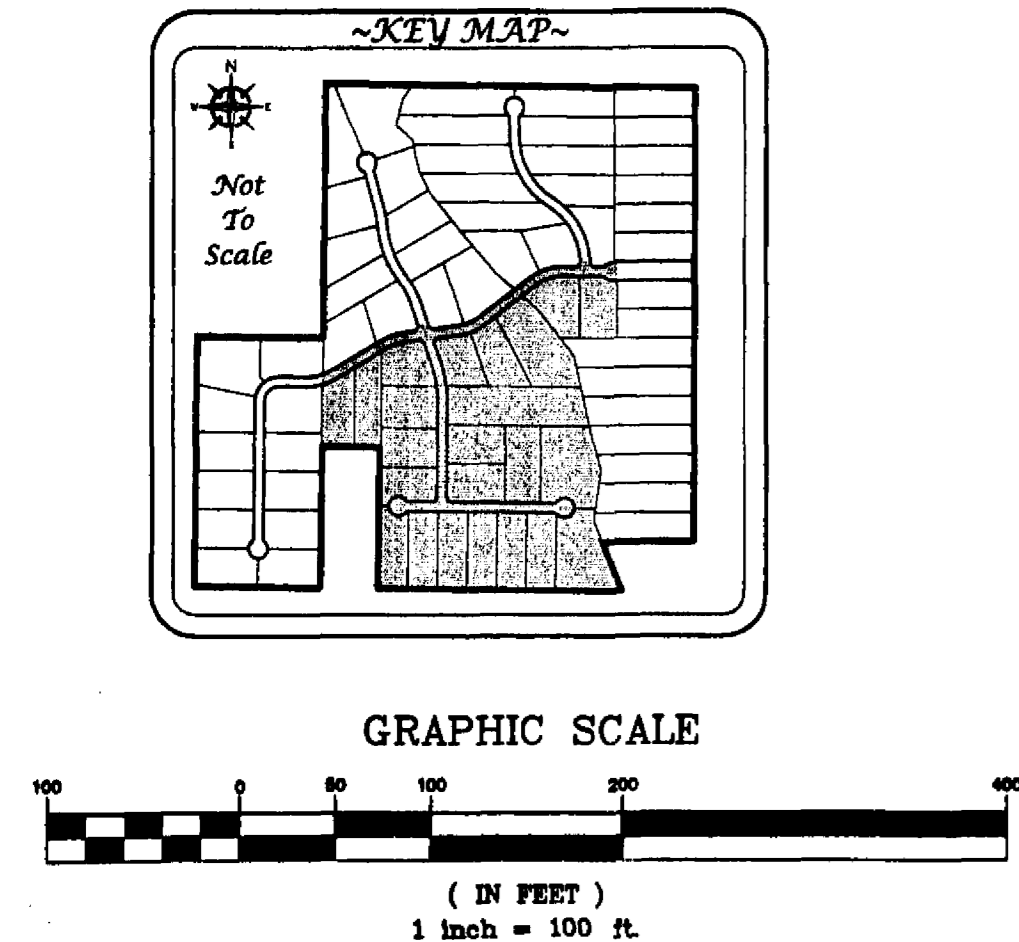 ~KEY MAP~
N
W E
Not
To
Scale
GRAPHIC SCALE
100 0 50 100 200 400
( IN FEET )
1 inch = 100 ft.